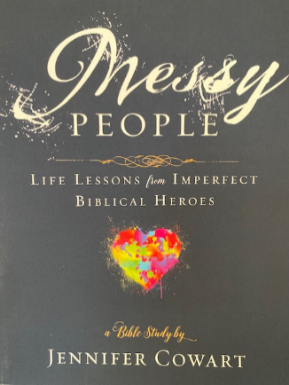 Messy
PEOPLE
LIFE LESSONS from IMPERFECT
BIBLICAL HEROES
a Bible Study by
JENNIFER COWART